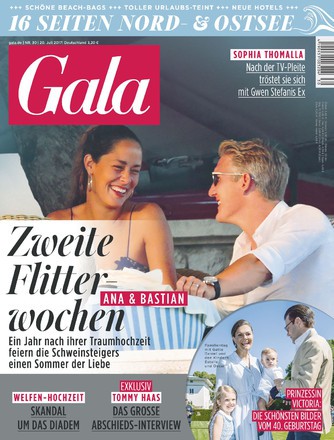 +++ SCHÖNE BEACH-BAGS +++ TOLLER URLAUBS-TEINT +++ NEUE HOTELS +++
16 SEITEN NORD- & OSTSEE
gala.de | NR. 30 | 20. Juli 2017 Deutschland 3,20 €
Gala
SOPHIA THOMALLA
Nach der TV-Pleite
tröstet sie sich
mit Gwen Stefanis Ex
Zweite
Flitter-
wochen
ANA & BASTIAN
Ein Jahr nach ihrer Traumhochzeit
feiern die Schweinsteigers
einen Sommer der Liebe
WELFEN-HOCHZEIT
SKANDAL
UM DAS DIADEM
EXKLUSIV
TOMMY HAAS
DAS GROSSE
ABSCHIEDS-INTERVIEW
PRINZESSIN
VICTORIA:
DIE SCHÖNSTEN BILDER
VOM 40. GEBURTSTAG